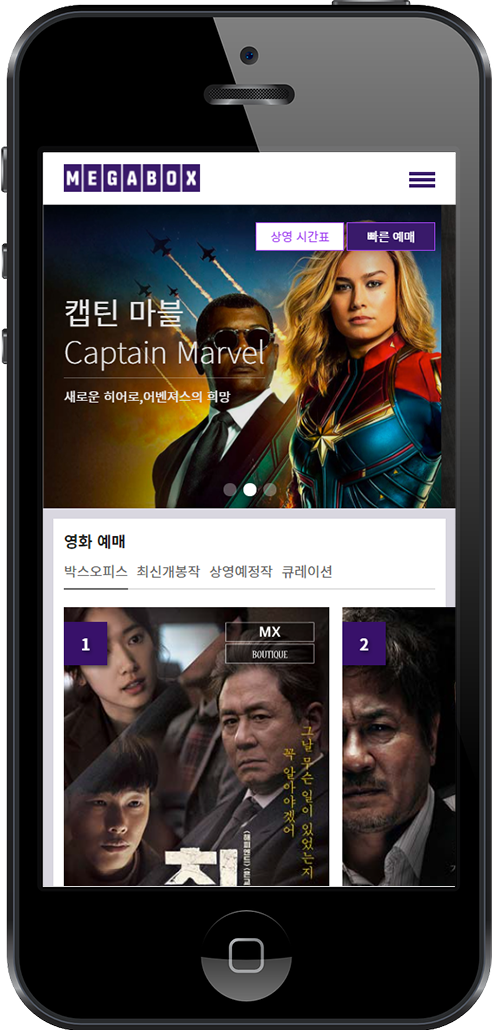 MEGABOX
상영 시간표
빠른 예매
캡틴 마블
Captain Marvel
새로운 히어로,어벤져스의 희망
영화 예매
박스오피스 최신개봉작 상영예정작 큐레이션
1
MX
BOUTIQUE
2
그날 무슨 일이 있었는지
꼭 알아야겠어